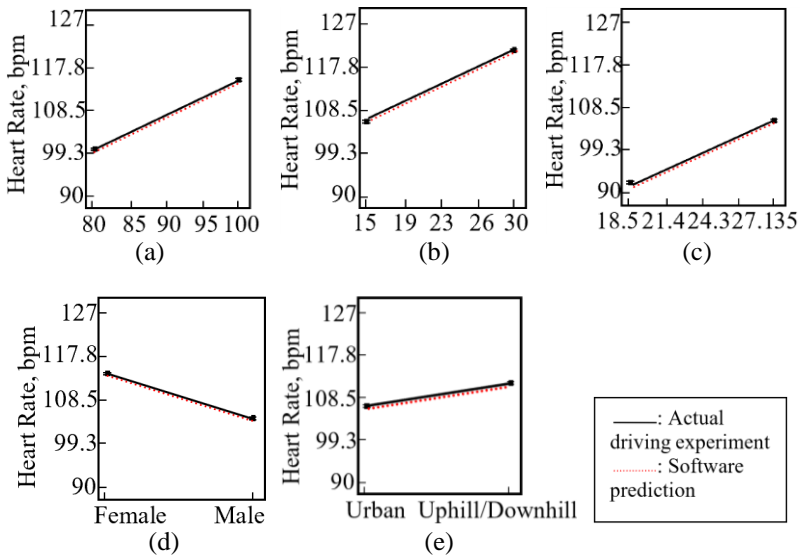 Heart Rate, bpm
127
117.8
108.5
99.3
90
80 85 90 95 100
(a)
Heart Rate, bpm
127
117.8
108.5
99.3
90
15 19 23 26 30
(b)
Heart Rate, bpm
127
117.8
108.5
99.3
90
18.5 21.4 24.3 27.1 35
(c)
Heart Rate, bpm
127
117.8
108.5
99.3
90
Female Male
(d)
Heart Rate, bpm
127
117.8
108.5
99.3
90
Urban Uphill/Downhill
(e)
: Actual
driving experiment
: Software
prediction